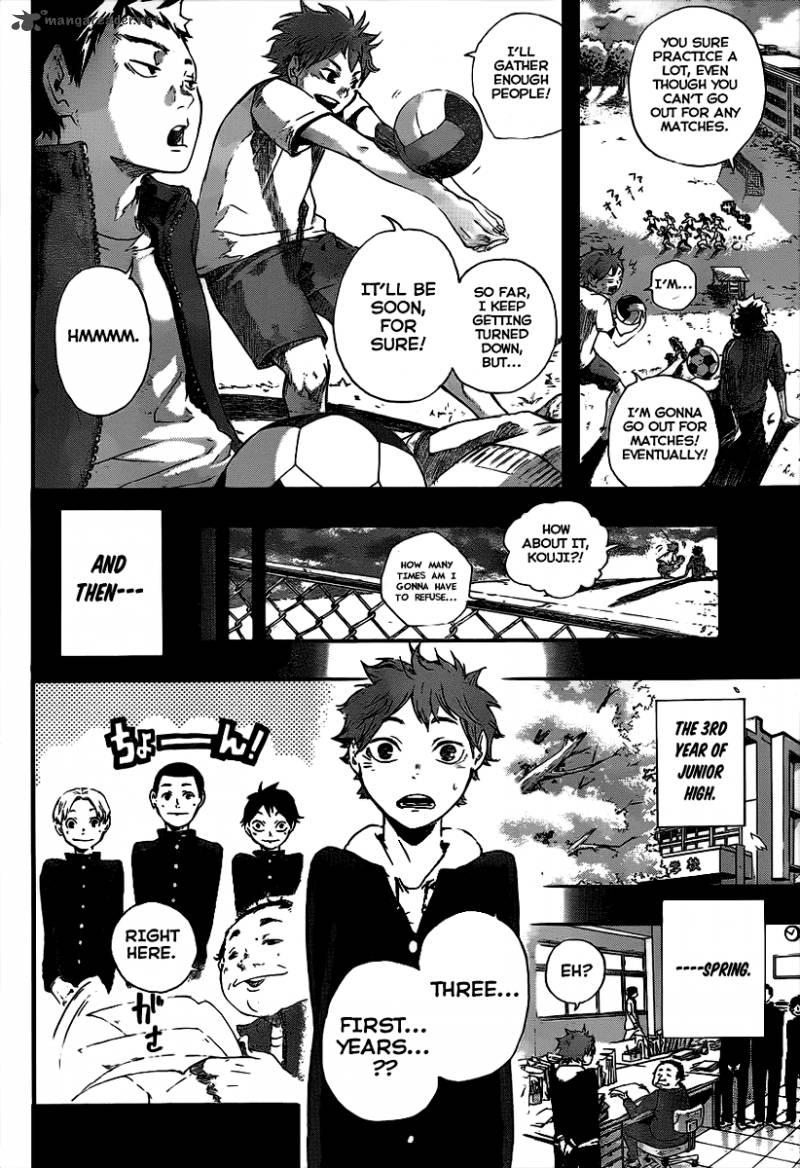 YOU SURE
PRACTICE A
LOT, EVEN
THOUGH YOU
CAN'T GO
OUT FOR ANY
MATCHES.
I'M...
I'M GONNA
GO OUT FOR
MATCHES!
EVENTUALLY!
I'LL
GATHER
ENOUGH
PEOPLE!
SO FAR,
I KEEP
GETTING
TURNED
DOWN,
BUT...
IT'LL BE
SOON,
FOR
SURE!
HMMMM.
HOW
ABOUT IT,
KOUJI?!
HOW MANY
TIMES AM I
GONNA HAVE
TO REFUSE...
AND
THEN---
THE 3RD
YEAR OF
JUNIOR
HIGH.
学校
----SPRING.
EH?
THREE...
FIRST...
YEARS...
??
ちょーーん!
RIGHT
HERE.
がさ